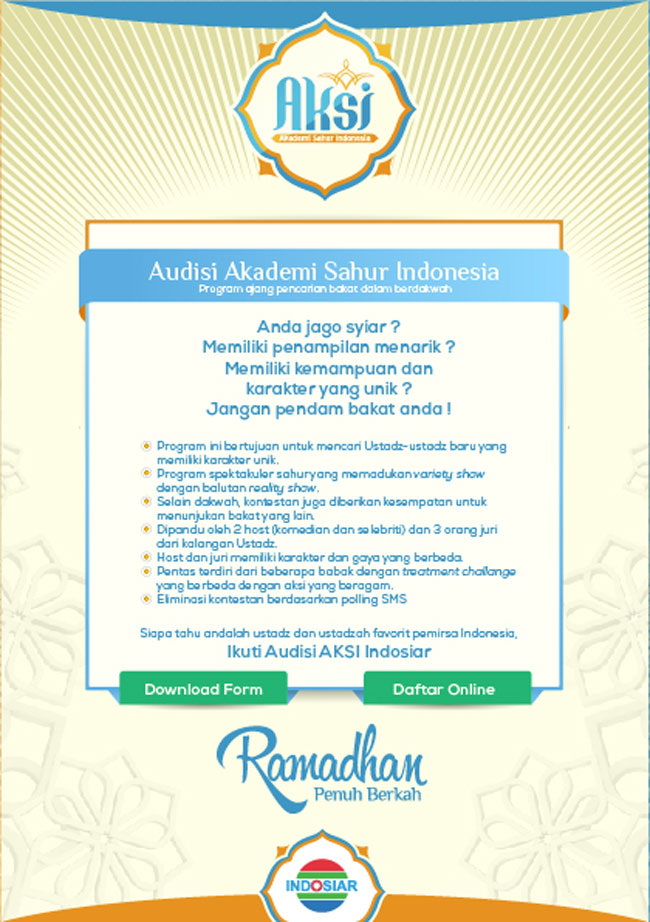 AKSi
Akademi Sahur Indonesia
Audisi Akademi Sahur Indonesia
Program ajang pencarian bakat dalam berdakwah
Anda jago syiar ?
Memiliki penampilan menarik ?
Memiliki kemampuan dan
karakter yang unik ?
Jangan pendam bakat anda !
Program ini bertujuan untuk mencari Ustadz-ustadz baru yang
memiliki karakter unik.
Program spektakuler sahur yang memadukan variety show
dengan balutan reality show.
Selain dakwah, kontestan juga diberikan kesempatan untuk
menunjukan bakat yang lain.
Dipandu oleh 2 host (komedian dan selebriti) dan 3 orang juri
dari kalangan Ustadz.
Host dan juri memiliki karakter dan gaya yang berbeda.
Pentas terdiri dari beberapa babak dengan treatment challange
yang berbeda dengan aksi yang beragam.
Eliminasi kontestan berdasarkan polling SMS
Siapa tahu andalah ustadz dan ustadzah favorit pemirsa Indonesia,
Ikuti Audisi AKSI Indosiar
Download Form
Daftar Online
Ramadhan
Penuh Berkah
INDOSIAR